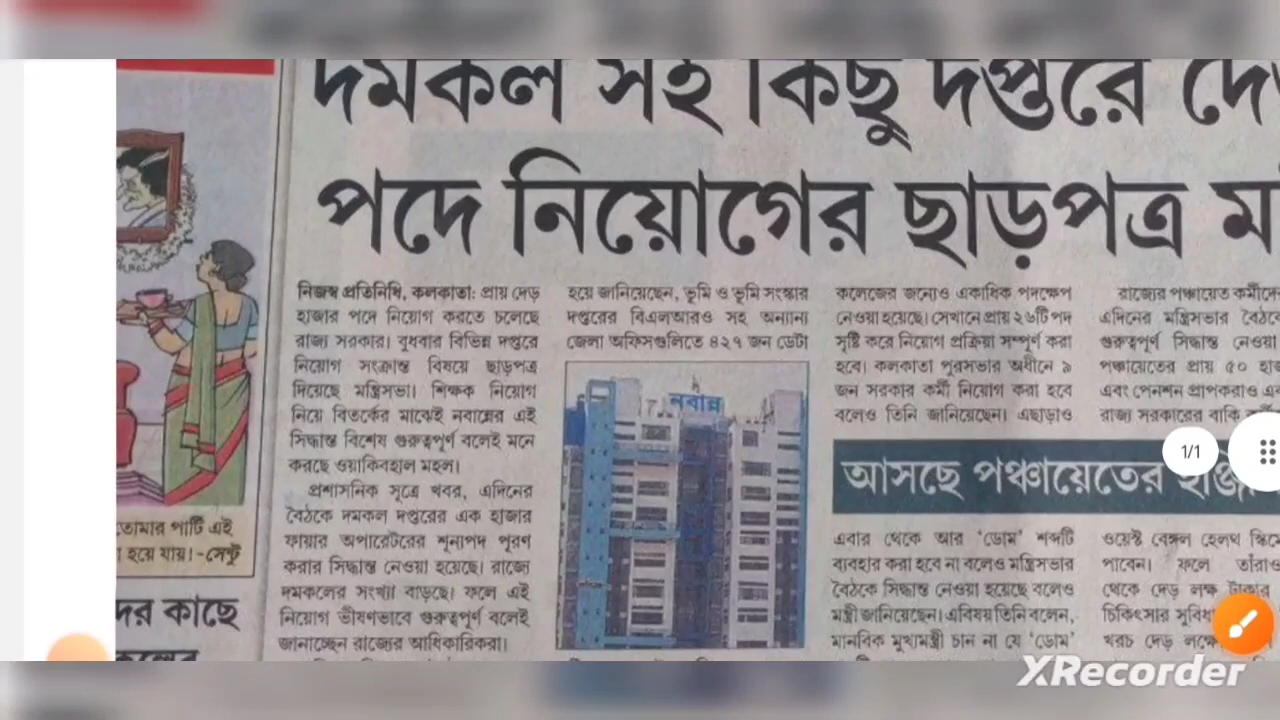 দমকল সহ কিছু দপ্তরে
পদে নিয়োগের ছাড়পত্র
নিজস্ব প্রতিনিধি, কলকাতা: প্রায় দেড়
হাজার পদে নিয়োগ করতে চলেছে
রাজ্য সরকার। বুধবার বিভিন্ন দপ্তরে
নিয়োগ সংক্রান্ত বিষয়ে ছাড়পত্র
দিয়েছে মন্ত্রিসভা। শিক্ষক নিয়োগ
নিয়ে বিতর্কের মাঝেই নবান্নের এই
সিদ্ধান্ত বিশেষ গুরুত্বপূর্ণ বলেই মনে
করছে ওয়াকিবহাল মহল।
প্রশাসনিক সূত্রে খবর, এদিনের
বৈঠকে দমকল দপ্তরের এক হাজার
ফায়ার অপারেটরের শূন্যপদ পূরণ
করার সিদ্ধান্ত নেওয়া হয়েছে। রাজ্যে
দমকলের সংখ্যা বাড়ছে। ফলে এই
নিয়োগ ভীষণভাবে গুরুত্বপূর্ণ বলেই
জানাচ্ছেন রাজ্যের আধিকারিকরা।
হয়ে জানিয়েছেন, ভূমি ও ভূমি সংস্কার
দপ্তরের বিএলআরও সহ অন্যান্য
জেলা অফিসগুলিতে ৪২৭ জন ডেটা
নবান্ন
কলেজের জন্যেও একাধিক পদক্ষেপ
নেওয়া হয়েছে। সেখানে প্রায় ২৬টি পদ
সৃষ্টি করে নিয়োগ প্রক্রিয়া সম্পূর্ণ করা
হবে। কলকাতা পুরসভার অধীনে ৯
জন সরকার কর্মী নিয়োগ করা হবে
বলেও তিনি জানিয়েছেন। এছাড়াও
রাজ্যের পঞ্চায়েত কর্মীদে
এদিনের মন্ত্রিসভার বৈঠকে
গুরুত্বপূর্ণ সিদ্ধান্ত নেওয়া
পঞ্চায়েতের প্রায় ৫০
এবং পেনশন প্রাপকরাও
রাজ্য সরকারের বাকি
1/1
আসছে পঞ্চায়েতের
এবার থেকে আর ‘ডোম’ শব্দটি
ব্যবহার করা হবে না বলেও মন্ত্রিসভার
বৈঠকে সিদ্ধান্ত নেওয়া হয়েছে বলেও
মন্ত্রী জানিয়েছেন। এবিষয় তিনি বলেন,
মানবিক মুখ্যমন্ত্রী চান না যে ‘ডোম’
ওয়েস্ট বেঙ্গল হেলথ স্কিমে
পাবেন। ফলে তাঁরাও
থেকে দেড় লক্ষ টাকার
চিকিৎসার সুবিধা
খরচ দেড় লক্ষে
তোমার পার্টি এই
হয়ে যায়।-সেন্টু
দের কাছে
XRecorder